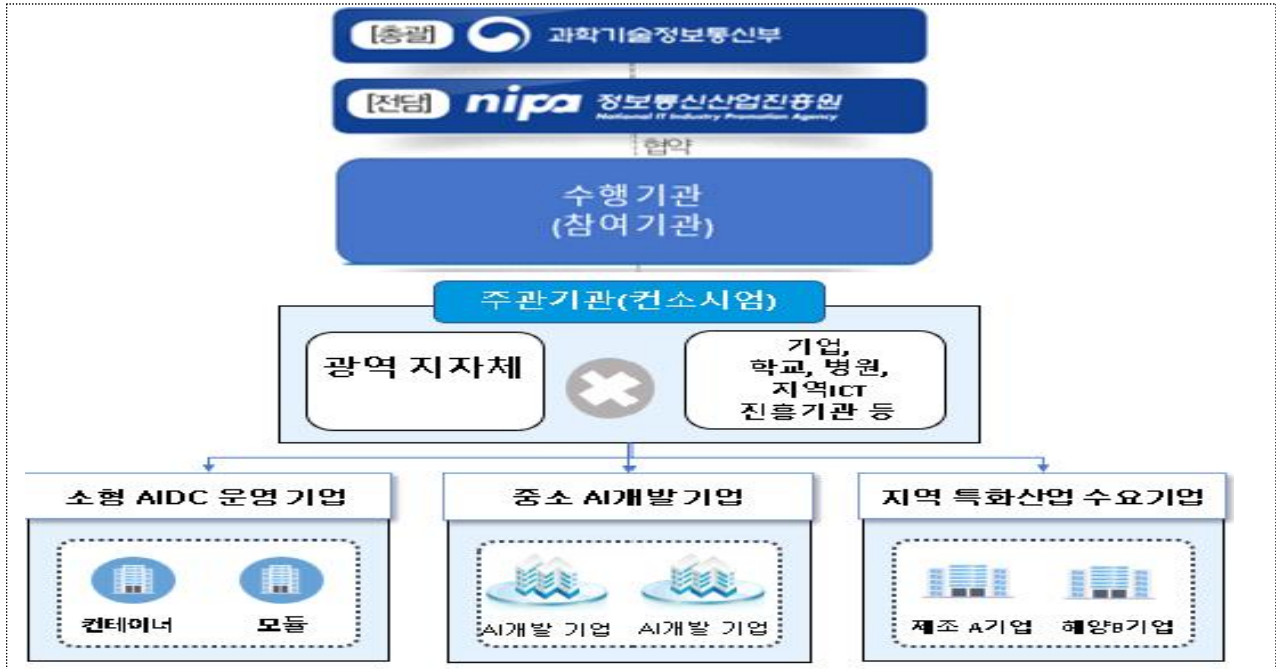 [총괄] 과학기술정보통신부
[전담] nipa 정보통신산업진흥원
National IT Industry Promotion Agency
협약
수행기관
(참여기관)
주관기관(컨소시엄)
광역 지자체
기업,
학교, 병원,
지역ICT
진흥기관 등
소형 AIDC 운영 기업
중소 AI개발 기업
지역 특화산업 수요기업
컨테이너
모듈
AI개발 기업
AI개발 기업
제조 A기업
해양B기업